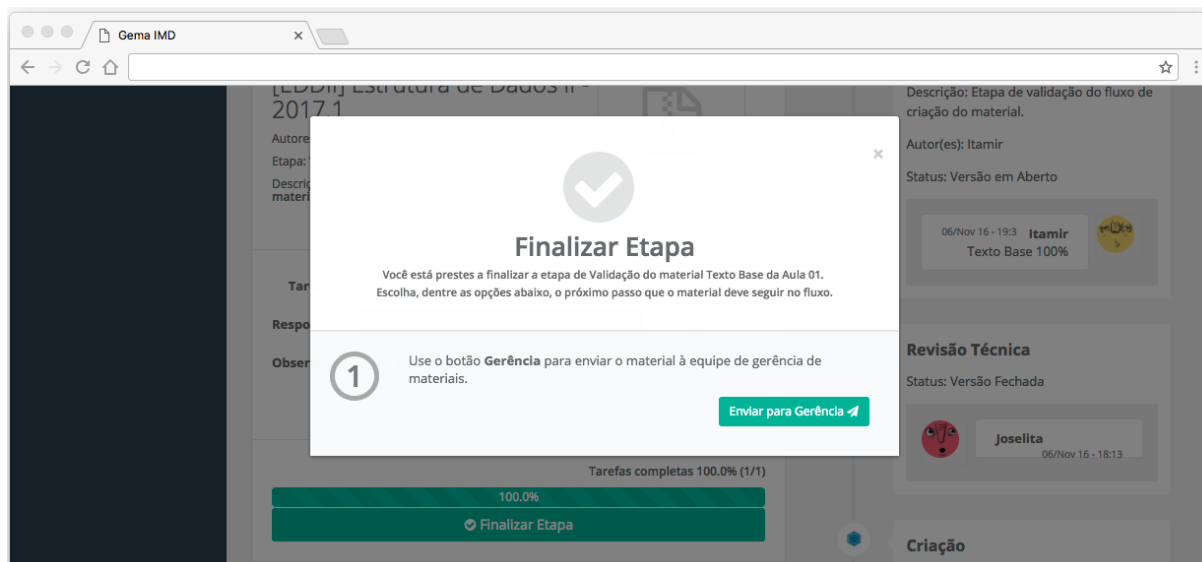 Gema IMD
[EDDII] Estrutura de Dados II -
2017.1
Autore
Etapa:
Descriç
materi
Tar
Respo
Obser
Finalizar Etapa
Você está prestes a finalizar a etapa de Validação do material Texto Base da Aula 01.
Escolha, dentre as opções abaixo, o próximo passo que o material deve seguir no fluxo.
1
Use o botão Gerência para enviar o material à equipe de gerência de
materiais.
Enviar para Gerência
Tarefas completas 100.0% (1/1)
100.0%
Finalizar Etapa
Descrição: Etapa de validação do fluxo de
criação do material.
Autor(es): Itamir
Status: Versão em Aberto
06/Nov 16 - 19:3 Itamir
Texto Base 100%
Revisão Técnica
Status: Versão Fechada
Joselita
06/Nov 16 - 18:13
Criação